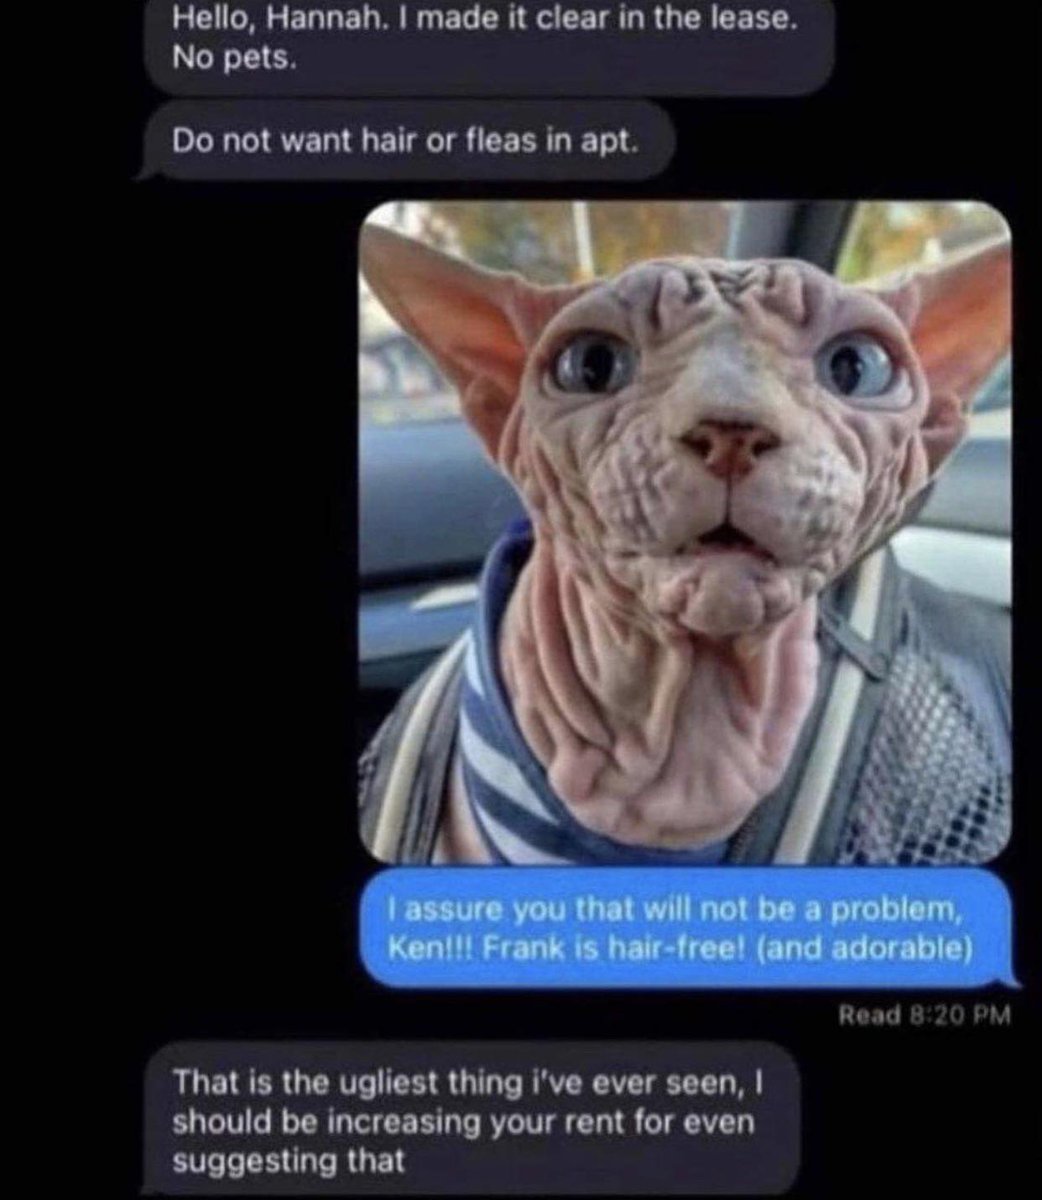 Hello, Hannah. I made it clear in the lease.
No pets.
Do not want hair or fleas in apt.
I assure you that will not be a problem,
Ken!!! Frank is hair-free! (and adorable)
Read 8:20 PM
That is the ugliest thing i've ever seen, I
should be increasing your rent for even
suggesting that